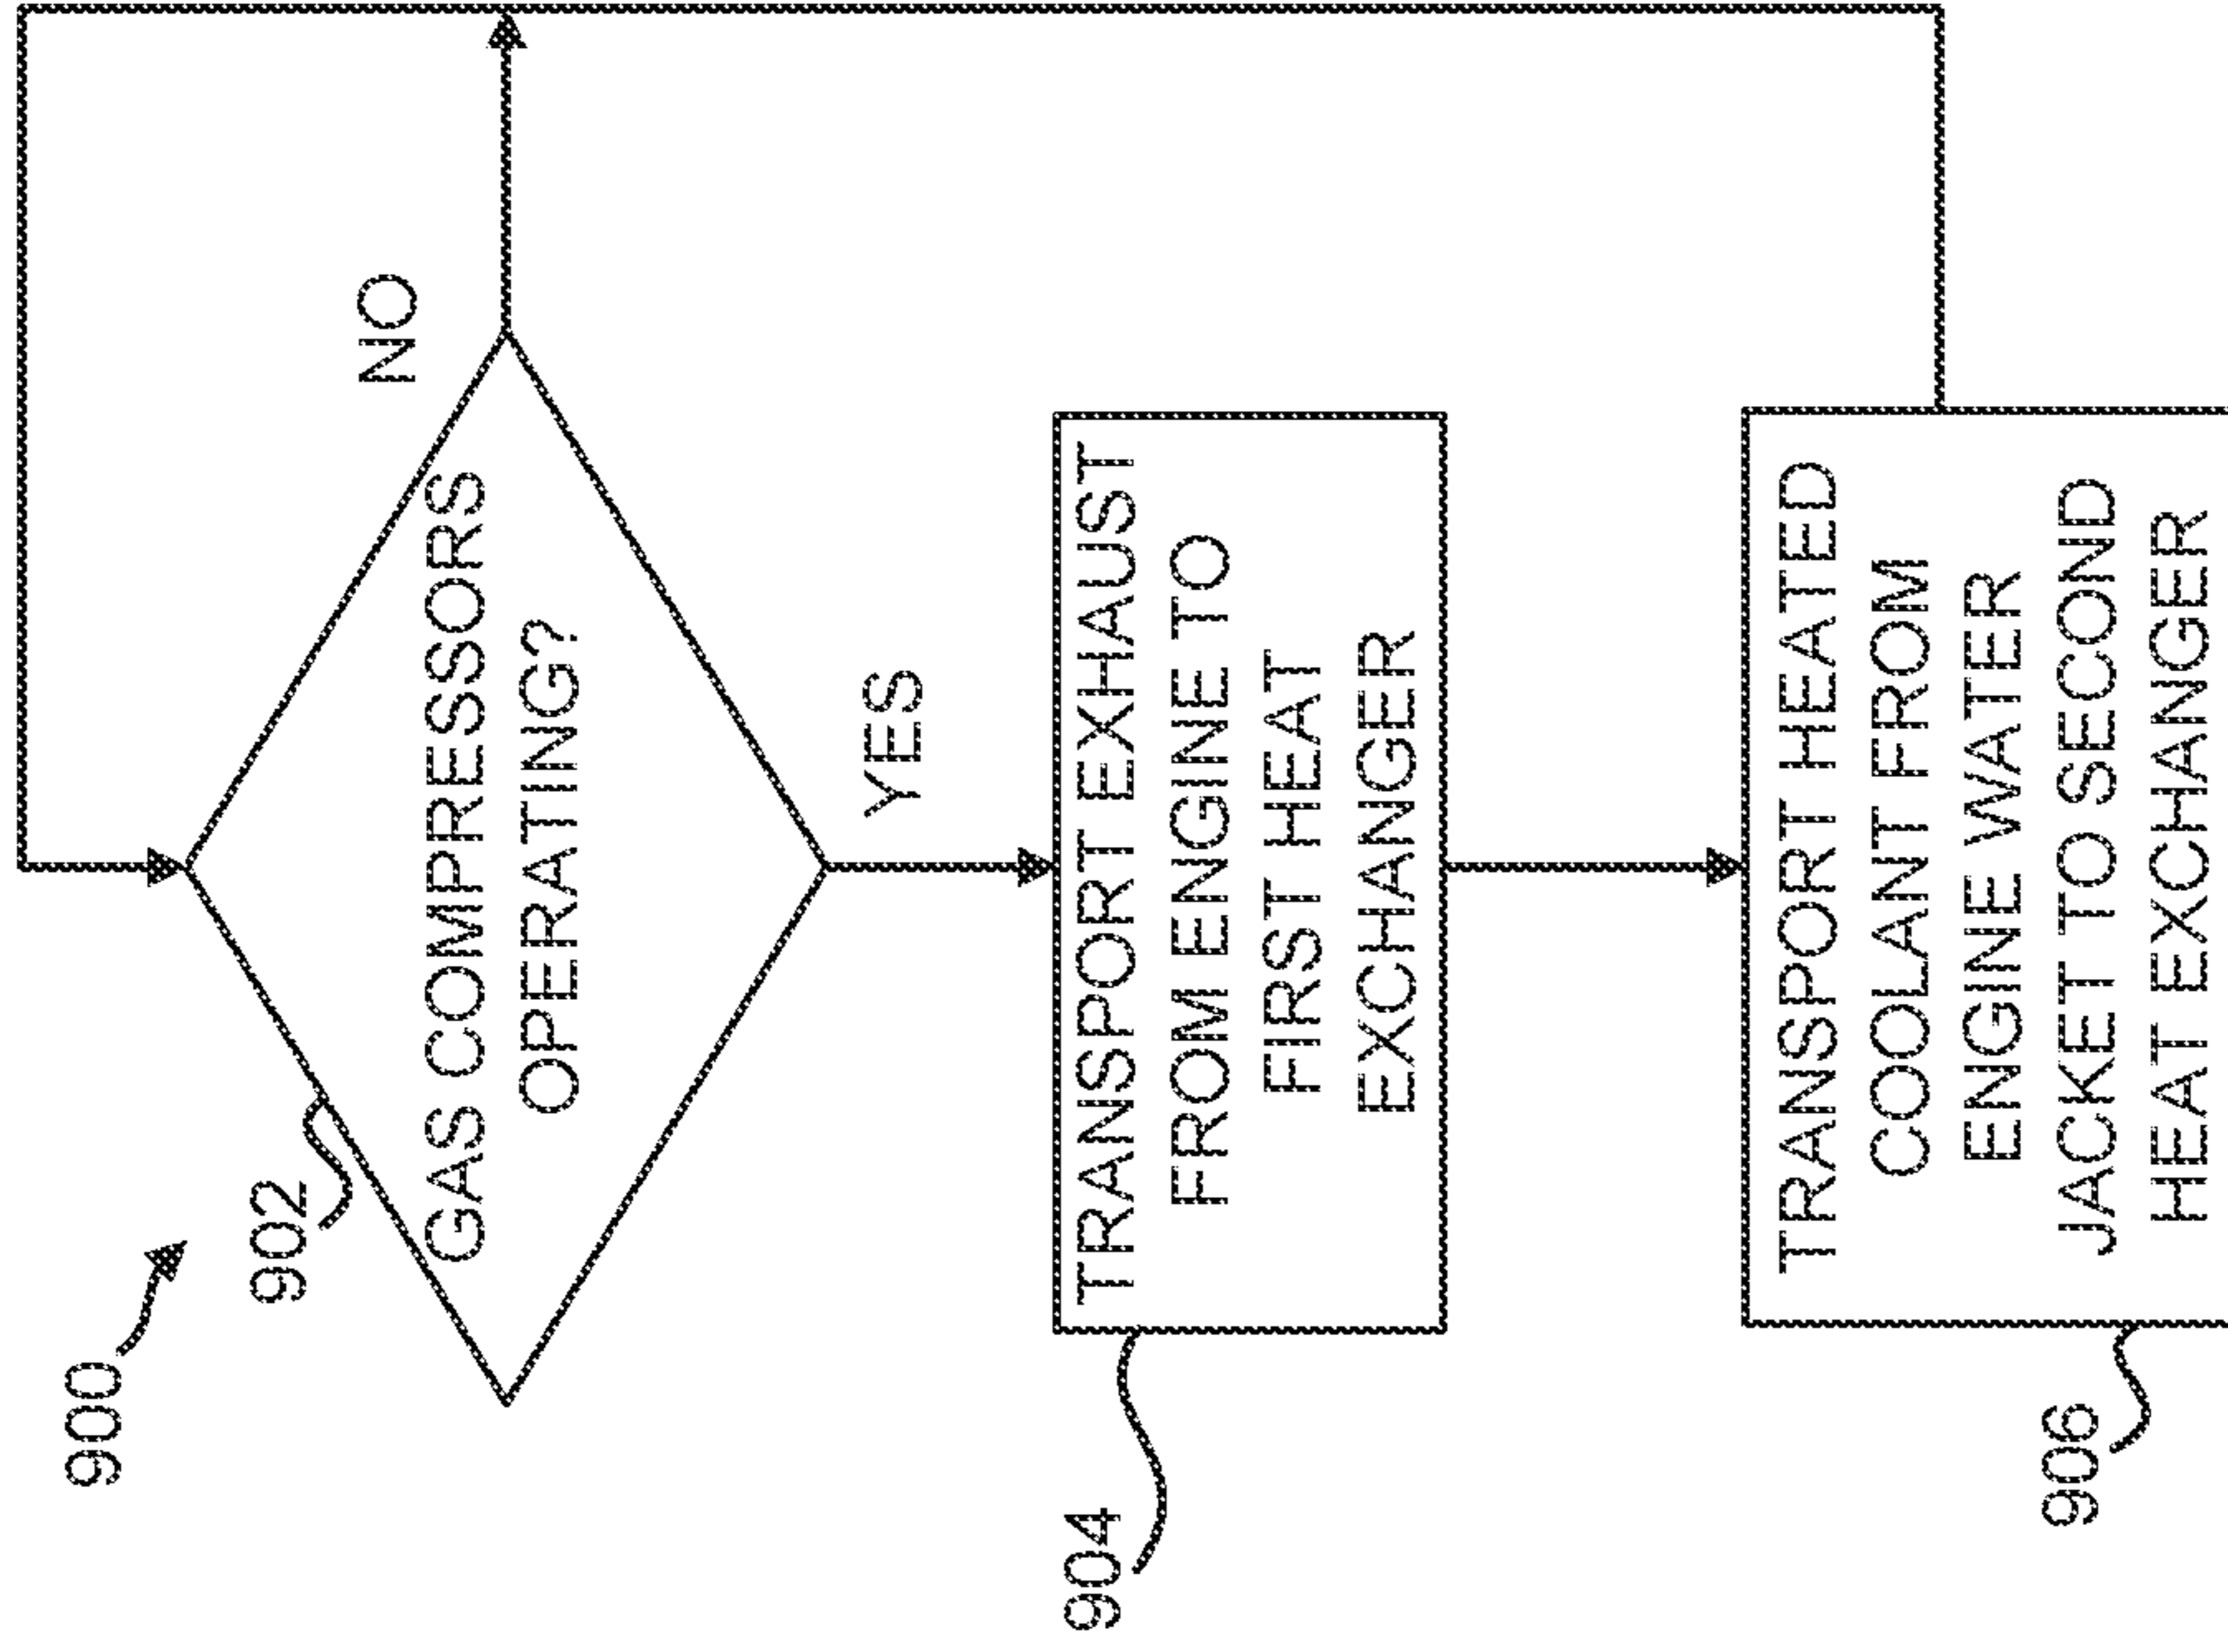 900
902
GAS COMPRESSORS
OPERATING?
NO
YES
904
TRANSPORT EXHAUST
FROM ENGINE TO
FIRST HEAT
EXCHANGER
906
TRANSPORT HEATED
COOLANT FROM
ENGINE WATER
JACKET TO SECOND
HEAT EXCHANGER